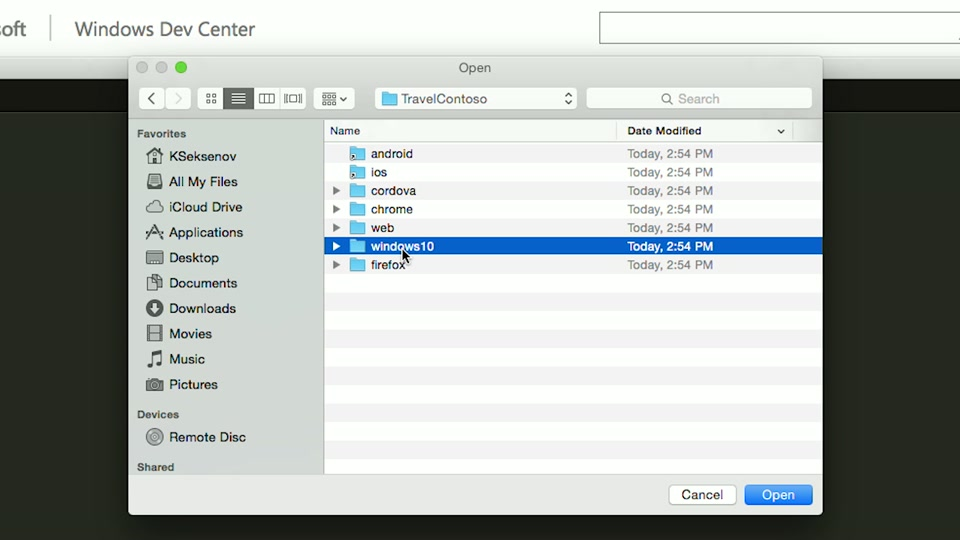 soft | Windows Dev Center
Open
TravelContoso
Search
Favorites
KSeksenov
All My Files
iCloud Drive
Applications
Desktop
Documents
Downloads
Movies
Music
Pictures
Devices
Remote Disc
Shared
Name Date Modified
android Today, 2:54 PM
ios Today, 2:54 PM
cordova Today, 2:54 PM
chrome Today, 2:54 PM
web Today, 2:54 PM
windows10 Today, 2:54 PM
firefox Today, 2:54 PM
Cancel Open